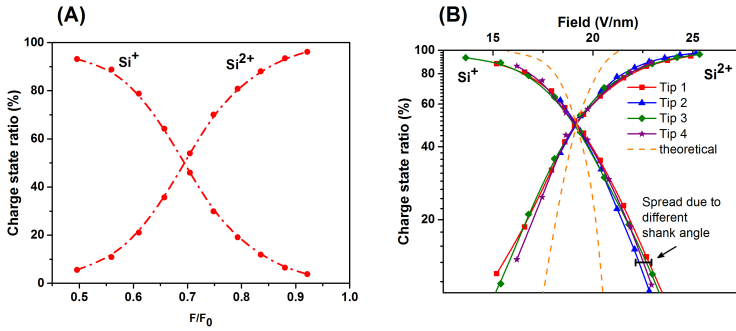 (A)
Charge state ratio (%)
100
80
60
40
20
0
Si+
Si2+
0.5
0.6
0.7
0.8
0.9
1.0
F/F0
(B)
Field (V/nm)
15
20
25
Charge state ratio (%)
100
80
60
40
20
Si+
Si2+
Tip 1
Tip 2
Tip 3
Tip 4
theoretical
Spread due to
different
shank angle